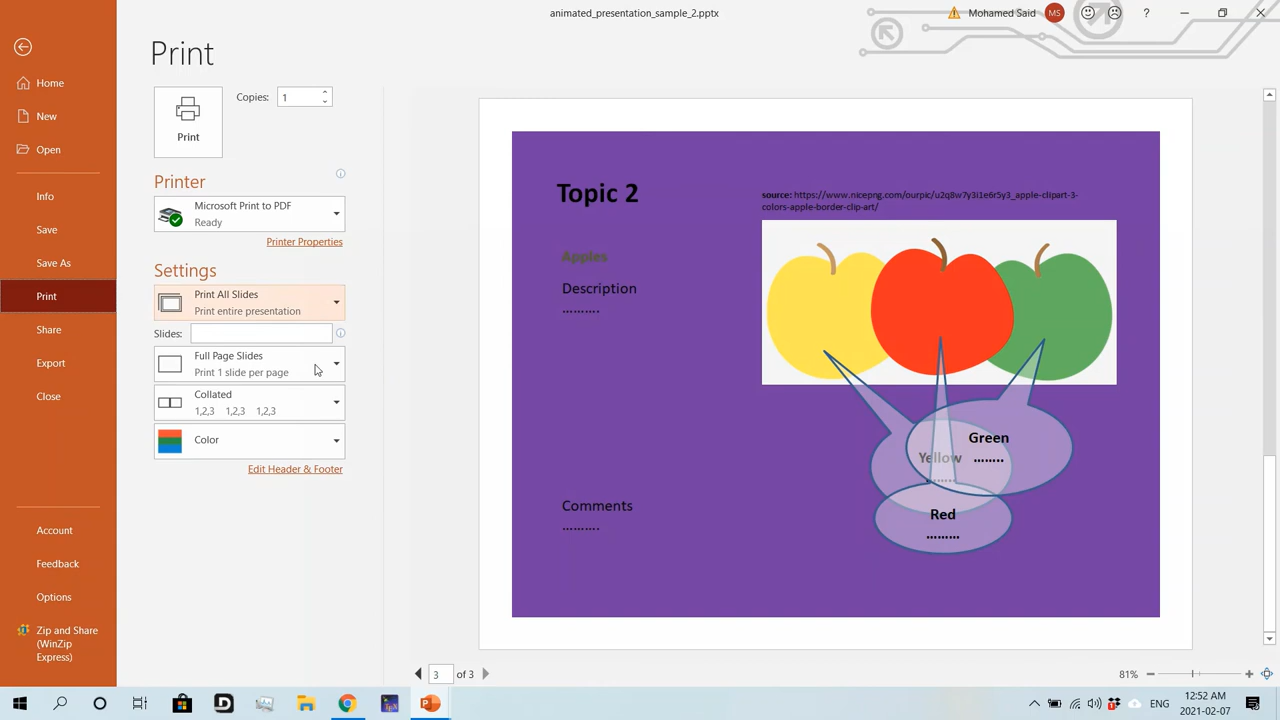 animated_presentation_sample_2.pptx
Mohamed Said
MS
?
Print
Home
New
Open
Info
Save
Save As
Print
Share
Export
Close
Account
Feedback
Options
Zip and Share
(WinZip
Express)
Print
Copies:
1
Printer
Microsoft Print to PDF
Ready
Printer Properties
Settings
Print All Slides
Print entire presentation
Slides:
Full Page Slides
Print 1 slide per page
Collated
1,2,3 1,2,3 1,2,3
Color
Edit Header & Footer
Topic 2
source: https://www.nicepng.com/ourpic/u2q8w7y3i1e6r5y3_apple-clipart-3-
colors-apple-border-clip-art/
Apples
Description
..........
Comments
..........
Green
........
Yellow
........
Red
.........
3 of 3
81%
ENG
12:52 AM
2021-02-07